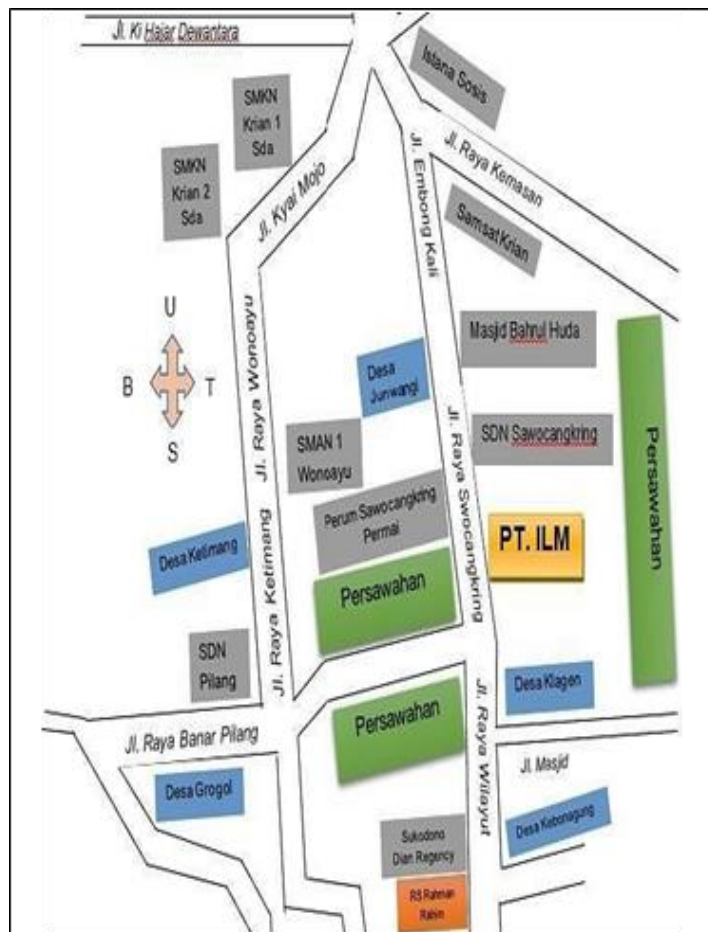 Jl. Ki Hajar Dewantara
Istana Sosis
SMKN
Krian 1
Sda
Jl. Raya Kemasan
SMKN
Krian 2
Sda
Jl. Kyai Mojo
Jl. Embong Kali
Samsat Krian
U
B
T
S
Jl. Raya Wonoayu
Masjid Bahrul Huda
Desa
Junwangi
SMAN 1
Wonoayu
Jl. Raya Swocangkring
SDN Sawocangkring
Persawahan
Perum Sawocangkring
Permai
PT. ILM
Desa Ketimang
Persawahan
Jl. Raya Ketimang
SDN
Pilang
Desa Klagen
Persawahan
Jl. Raya Wilayut
Jl. Raya Banar Pilang
Jl. Masjid
Desa Grogol
Desa Kebonagung
Sukodono
Dian Regency
RS Rahman
Rahim